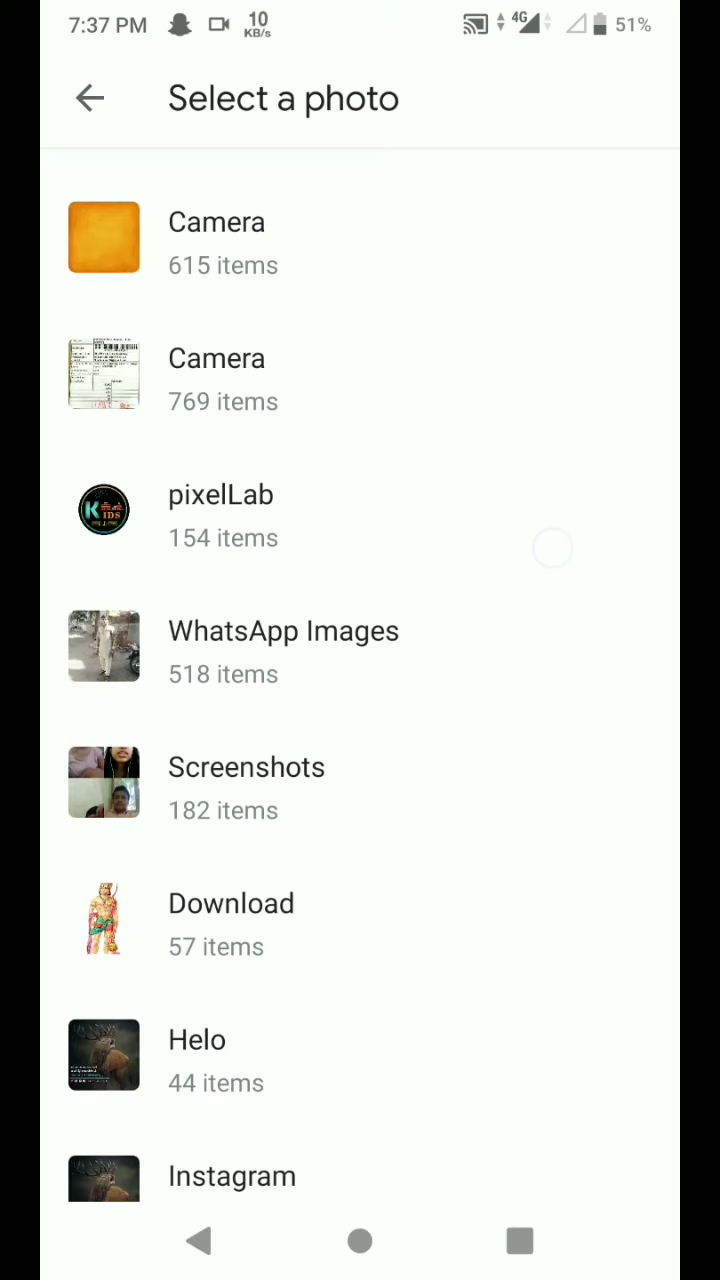 7:37 PM 10 KB/s 4G 51%
Select a photo
Camera
615 items
Camera
769 items
pixelLab
K IDS
154 items
WhatsApp Images
518 items
Screenshots
182 items
Download
57 items
Helo
44 items
Instagram